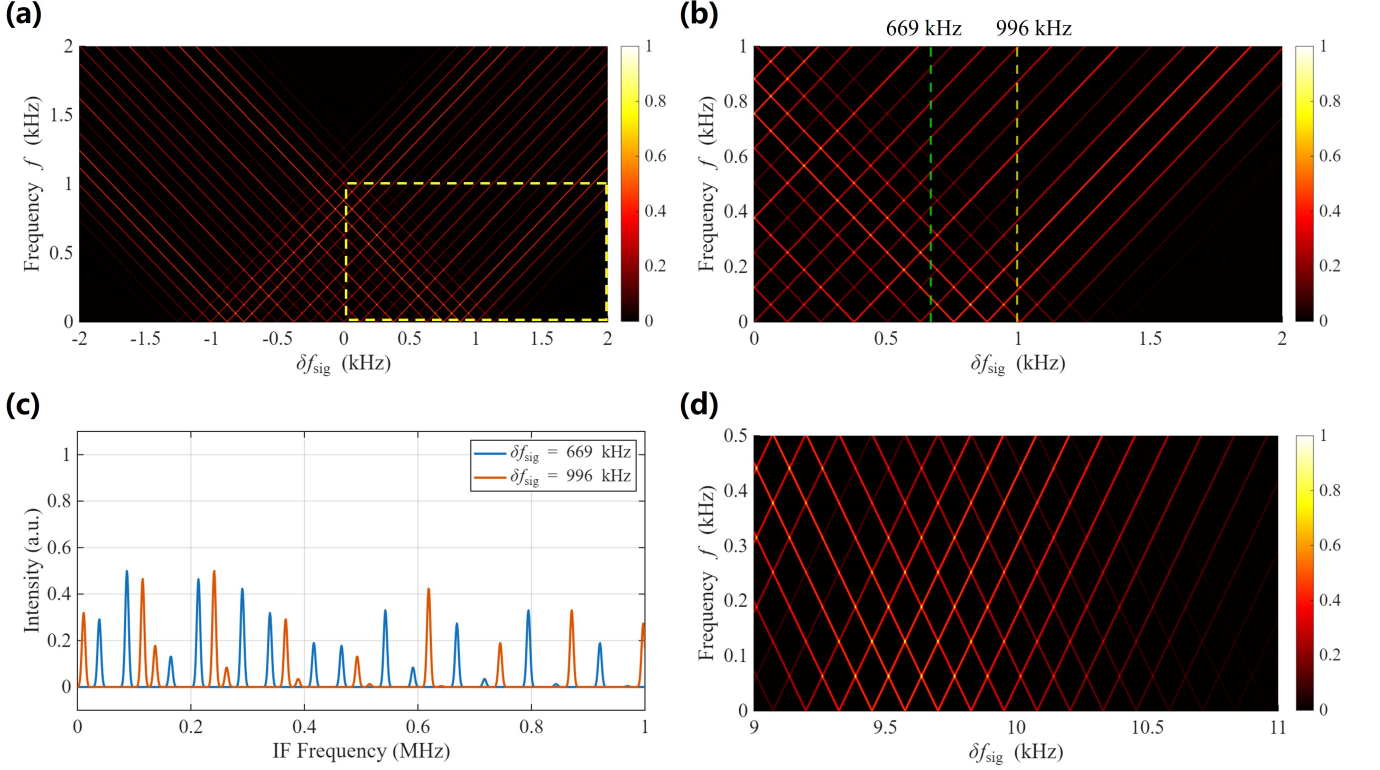 (a)
2
1.5
1
0.5
0
Frequency f (kHz)
-2 -1.5 -1 -0.5 0 0.5 1 1.5 2
δf_sig (kHz)
1
0.8
0.6
0.4
0.2
0
(b)
669 kHz 996 kHz
1
0.8
0.6
0.4
0.2
0
Frequency f (kHz)
0 0.5 1 1.5 2
δf_sig (kHz)
1
0.8
0.6
0.4
0.2
0
(c)
δf_sig = 669 kHz
δf_sig = 996 kHz
1
0.8
0.6
0.4
0.2
0
Intensity (a.u.)
0 0.2 0.4 0.6 0.8 1
IF Frequency (MHz)
(d)
0.5
0.4
0.3
0.2
0.1
0
Frequency f (kHz)
9 9.5 10 10.5 11
δf_sig (kHz)
1
0.8
0.6
0.4
0.2
0